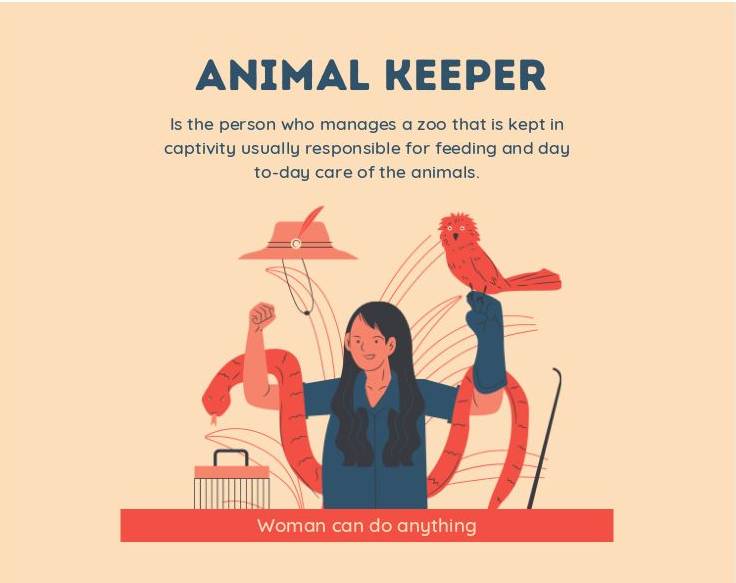 ANIMAL KEEPER
Is the person who manages a zoo that is kept in
captivity usually responsible for feeding and day
to-day care of the animals.
Woman can do anything